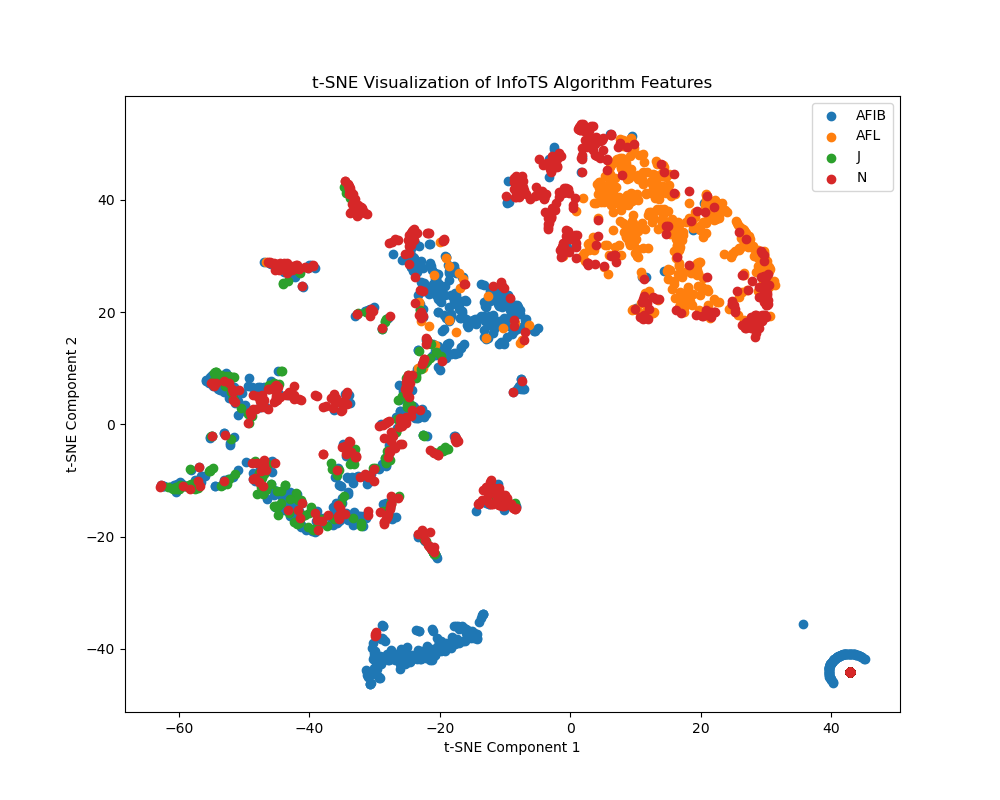 t-SNE Visualization of InfoTS Algorithm Features
AFIB
AFL
J
N
40
20
0
−20
−40
t-SNE Component 2
−60
−40
−20
0
20
40
t-SNE Component 1